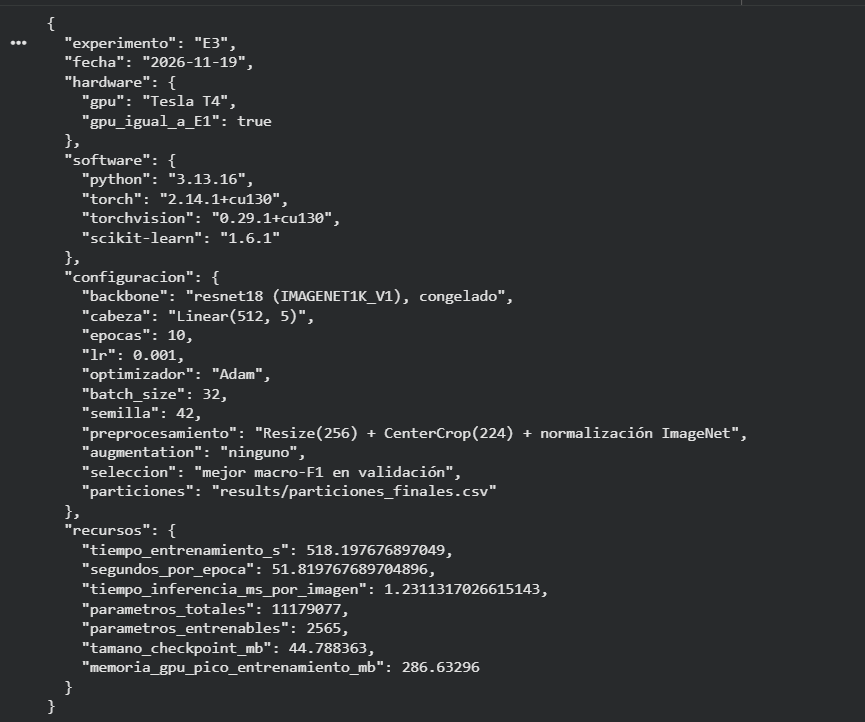 {
"experimento": "E3",
"fecha": "2026-11-19",
"hardware": {
"gpu": "Tesla T4",
"gpu_igual_a_E1": true
},
"software": {
"python": "3.13.16",
"torch": "2.14.1+cu130",
"torchvision": "0.29.1+cu130",
"scikit-learn": "1.6.1"
},
"configuracion": {
"backbone": "resnet18 (IMAGENET1K_V1), congelado",
"cabeza": "Linear(512, 5)",
"epocas": 10,
"lr": 0.001,
"optimizador": "Adam",
"batch_size": 32,
"semilla": 42,
"preprocesamiento": "Resize(256) + CenterCrop(224) + normalización ImageNet",
"augmentation": "ninguno",
"seleccion": "mejor macro-F1 en validación",
"particiones": "results/particiones_finales.csv"
},
"recursos": {
"tiempo_entrenamiento_s": 518.197676897049,
"segundos_por_epoca": 51.819767689704896,
"tiempo_inferencia_ms_por_imagen": 1.2311317026615143,
"parametros_totales": 11179077,
"parametros_entrenables": 2565,
"tamano_checkpoint_mb": 44.788363,
"memoria_gpu_pico_entrenamiento_mb": 286.63296
}
}